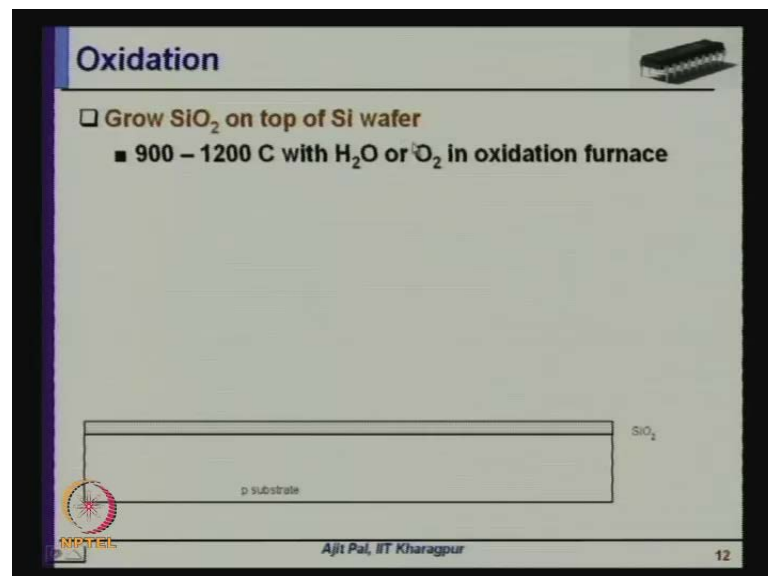 Oxidation
❑ Grow SiO₂ on top of Si wafer
■ 900 – 1200 C with H₂O or O₂ in oxidation furnace
SiO₂
p substrate
NPTEL
Ajit Pal, IIT Kharagpur
12